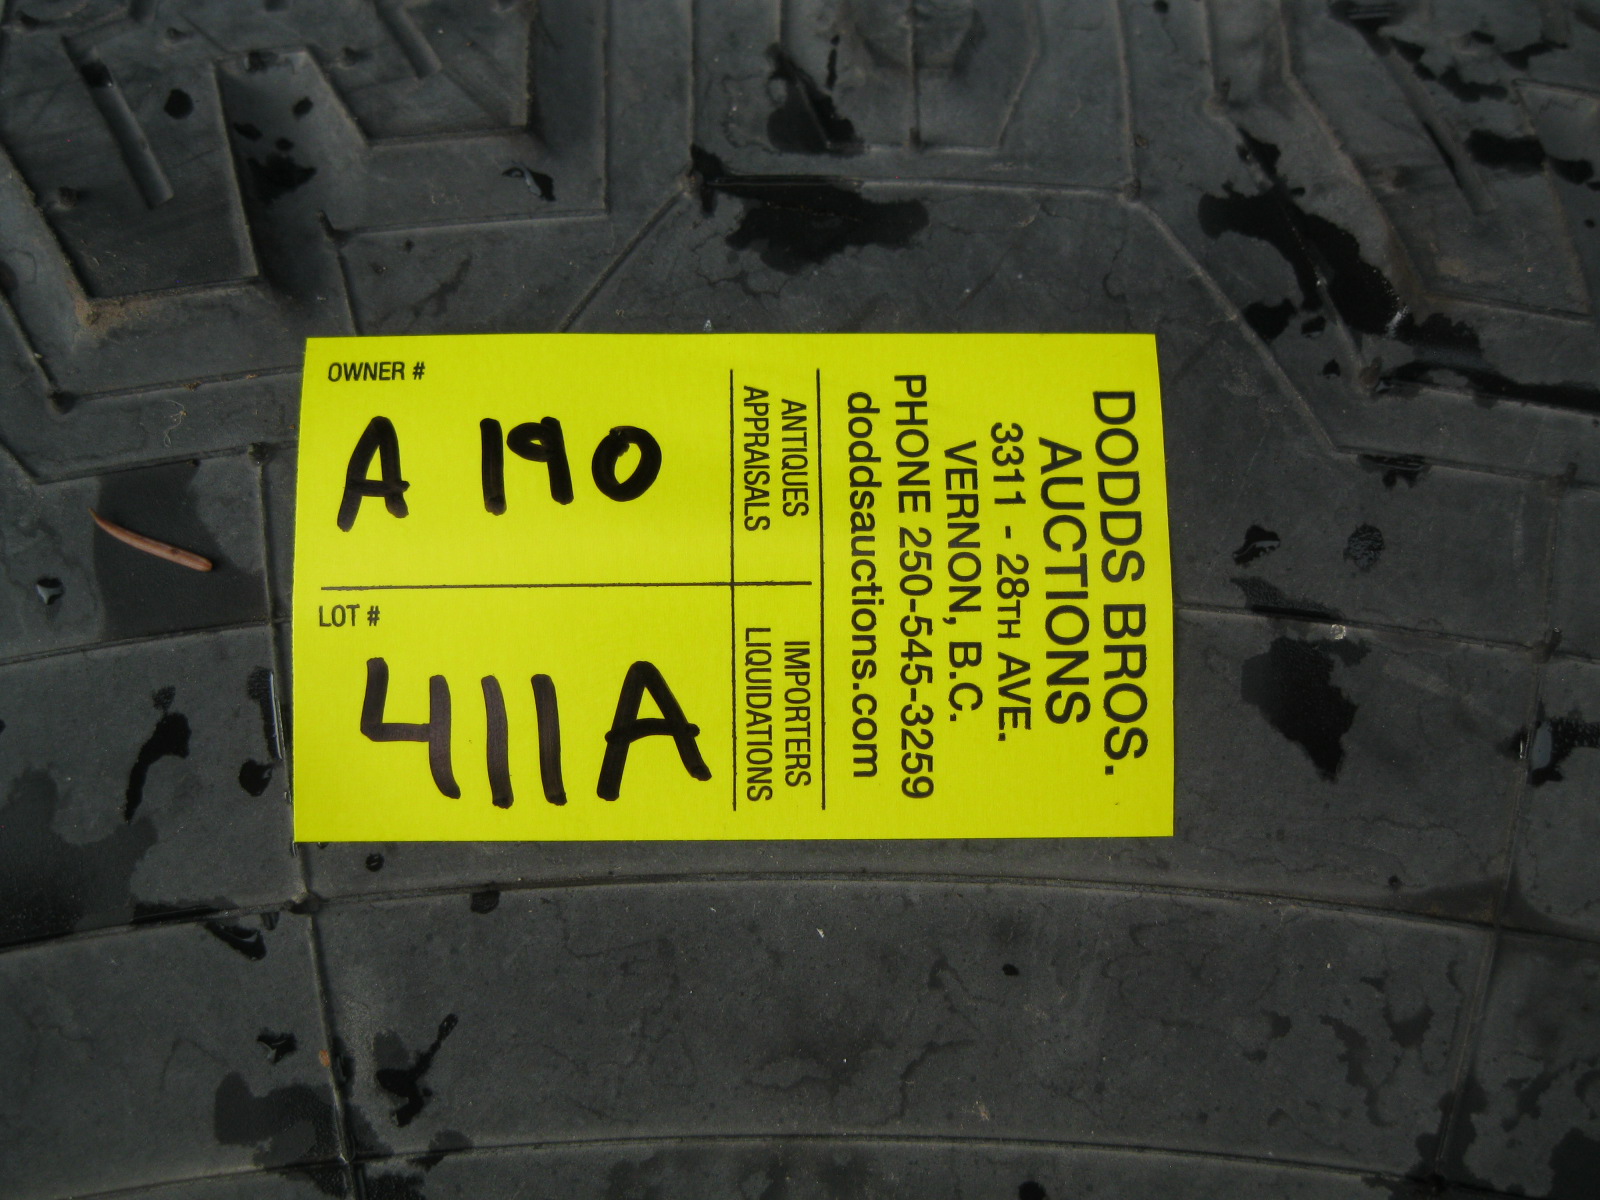 OWNER #
A 190
LOT #
411A
ANTIQUES
APPRAISALS
IMPORTERS
LIQUIDATIONS
DODDS BROS.
AUCTIONS
3311 - 28TH AVE.
VERNON, B.C.
PHONE 250-545-3259
doddsauctions.com